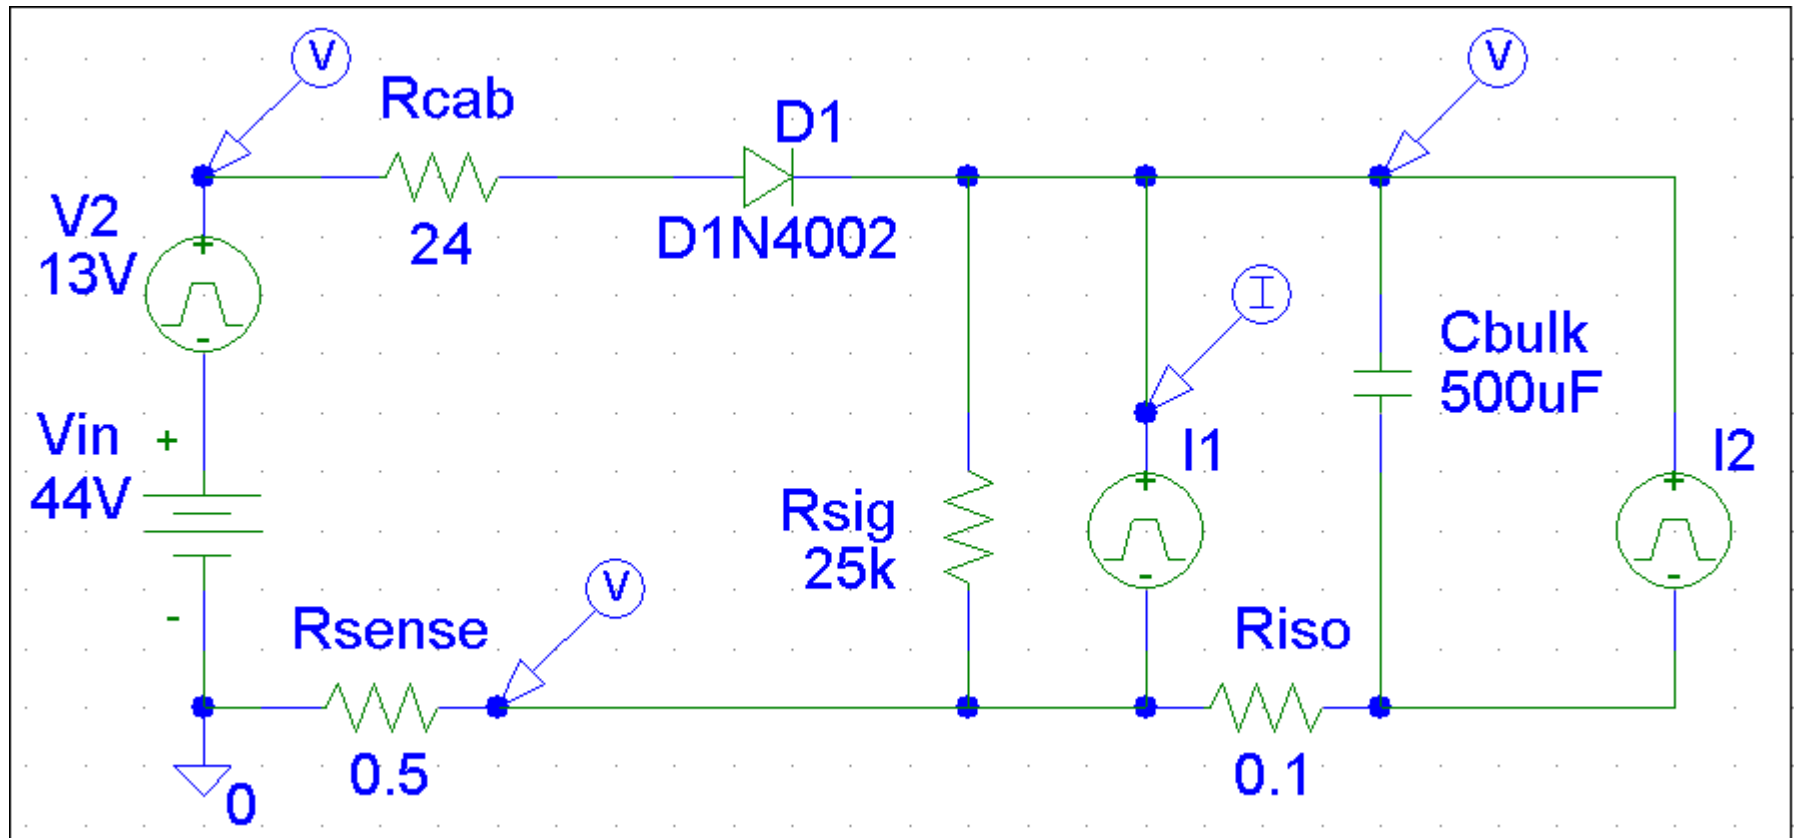 V
V
Rcab
D1
V2
13V
+
-
24
D1N4002
I
Cbulk
500uF
Vin
44V
+
-
I1
+
-
I2
+
-
Rsig
25k
V
Rsense
0.5
Riso
0.1
0